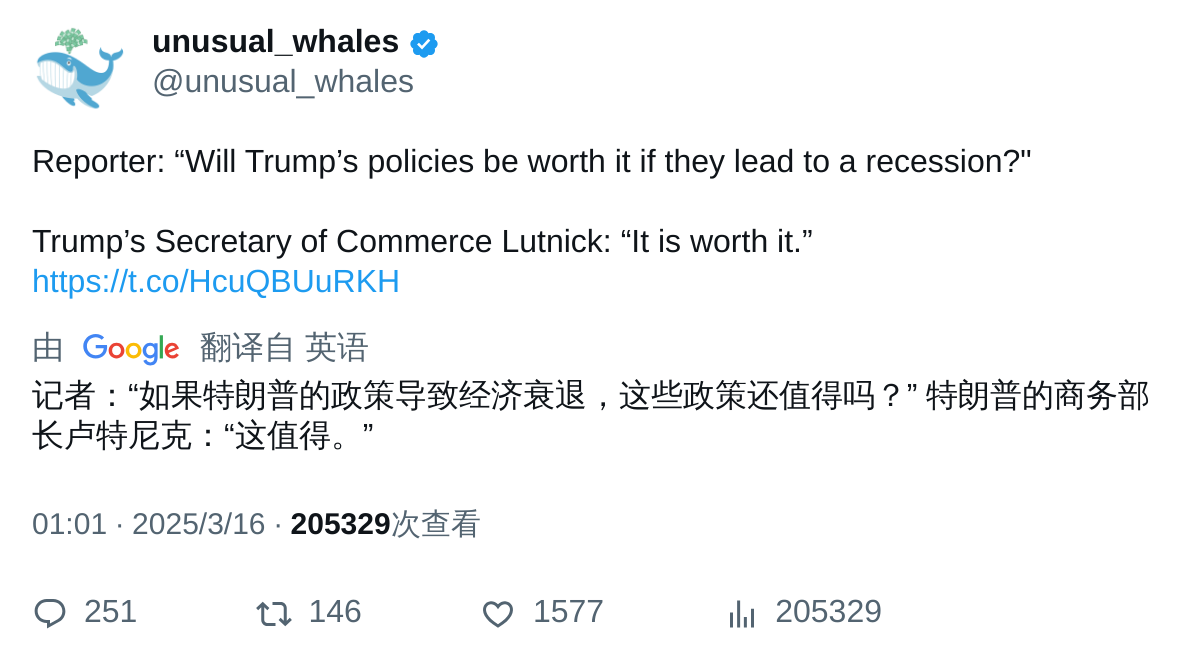 unusual_whales
@unusual_whales
Reporter: “Will Trump’s policies be worth it if they lead to a recession?"
Trump’s Secretary of Commerce Lutnick: “It is worth it.”
https://t.co/HcuQBUuRKH
由 Google 翻译自 英语
记者：“如果特朗普的政策导致经济衰退，这些政策还值得吗？” 特朗普的商务部
长卢特尼克：“这值得。”
01:01 · 2025/3/16 · 205329次查看
251 146 1577 205329